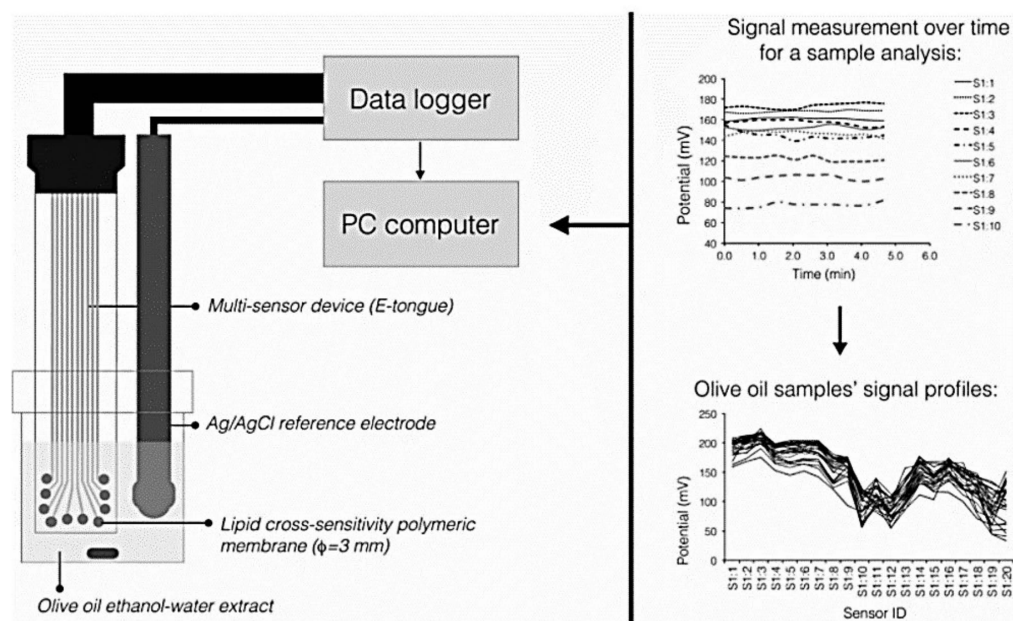 Data logger
PC computer
Multi-sensor device (E-tongue)
Ag/AgCl reference electrode
Lipid cross-sensitivity polymeric
membrane (ϕ=3 mm)
Olive oil ethanol-water extract
Signal measurement over time
for a sample analysis:
Potential (mV)
200
180
160
140
120
100
80
60
40
0.0
1.0
2.0
3.0
4.0
5.0
6.0
Time (min)
S1:1
S1:2
S1:3
S1:4
S1:5
S1:6
S1:7
S1:8
S1:9
S1:10
Olive oil samples' signal profiles:
Potential (mV)
250
200
150
100
50
0
S1:1
S1:2
S1:3
S1:4
S1:5
S1:6
S1:7
S1:8
S1:9
S1:10
S1:11
S1:12
S1:13
S1:14
S1:15
S1:16
S1:17
S1:18
S1:19
S1:20
Sensor ID